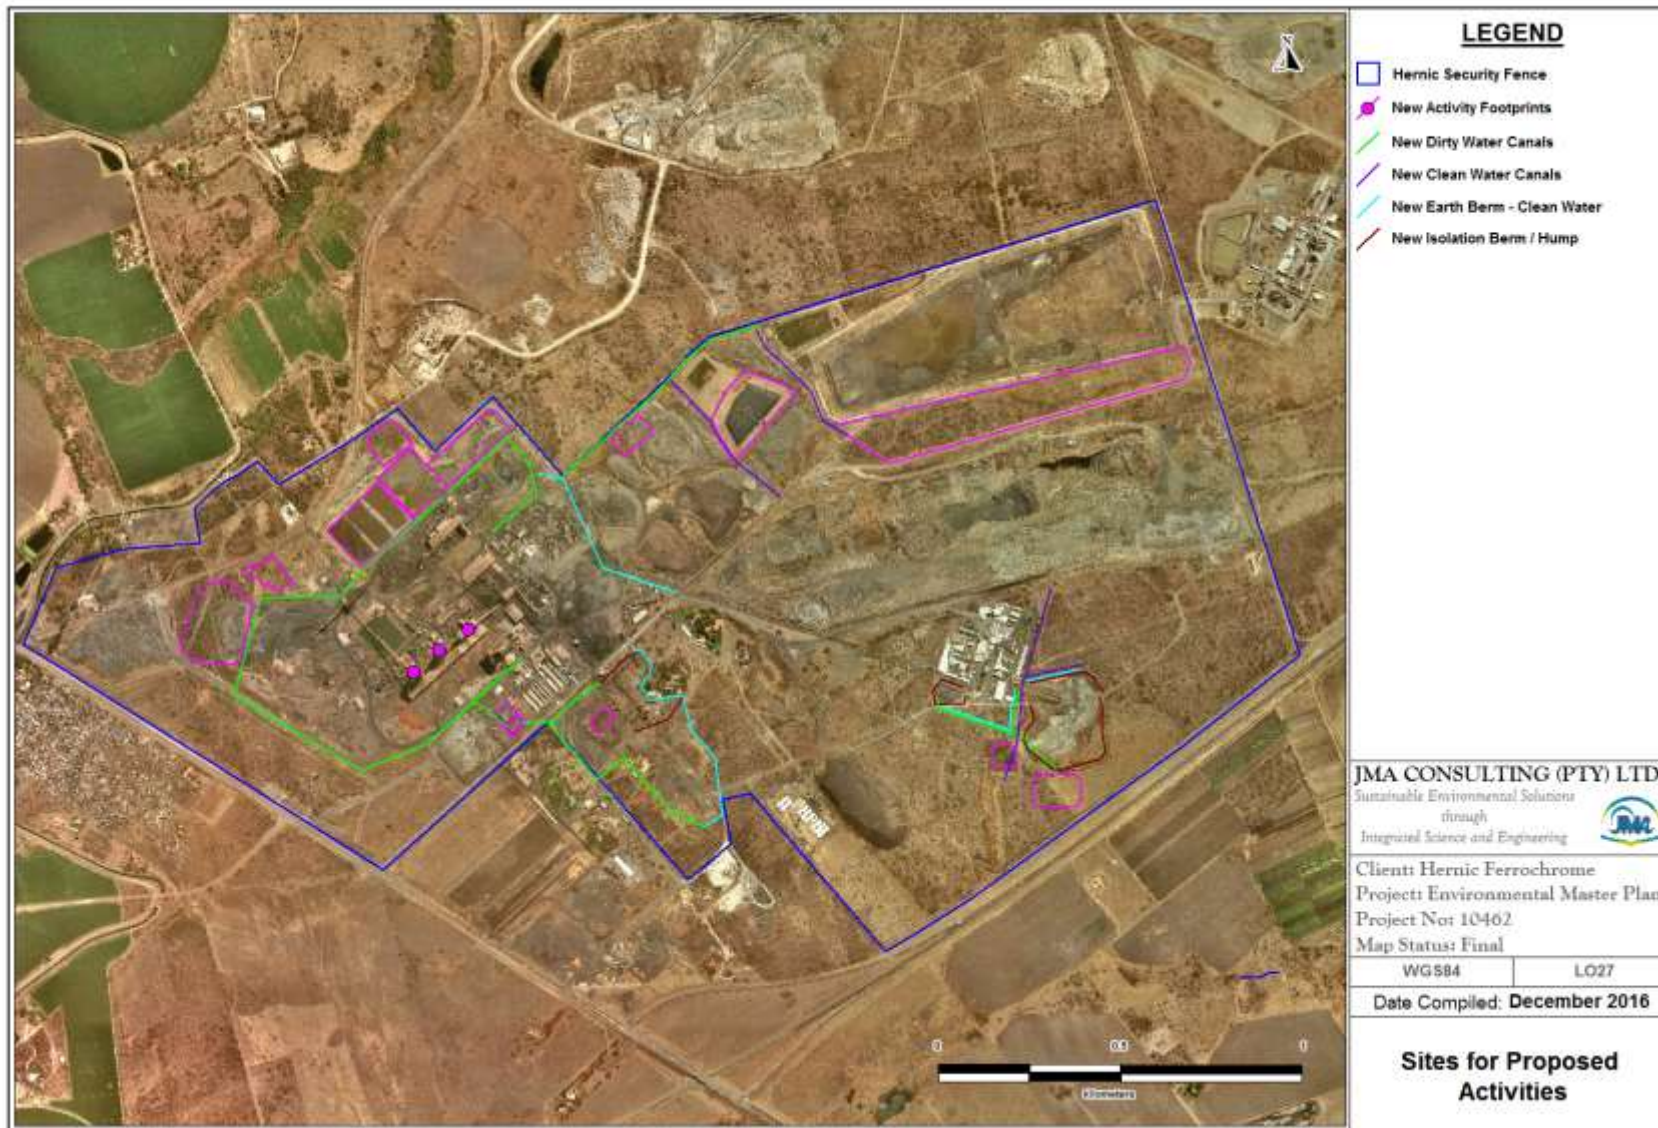 N
LEGEND
Hernic Security Fence
New Activity Footprints
New Dirty Water Canals
New Clean Water Canals
New Earth Berm - Clean Water
New Isolation Berm / Hump
JMA CONSULTING (PTY) LTD
Sustainable Environmental Solutions
through
Integrated Science and Engineering
JMA
Client: Hernic Ferrochrome
Project: Environmental Master Plan
Project No: 10462
Map Status: Final
WGS84 LO27
Date Compiled: December 2016
Sites for Proposed
Activities
0 0.5 1
Kilometers